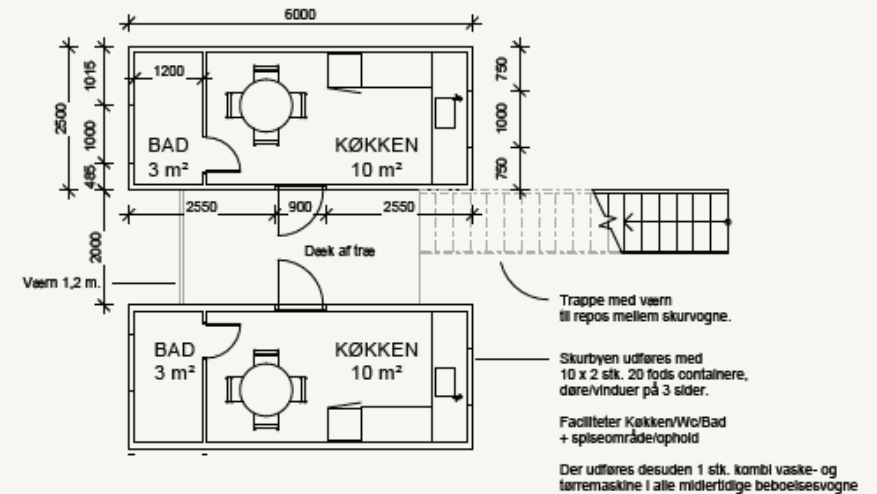 6000
1200
1015
1000
485
2500
750
1000
750
BAD
3 m²
KØKKEN
10 m²
2550
900
2550
2000
Dæk af træ
Værn 1,2 m.
Trappe med værn
til repos mellem skurvogne.
BAD
3 m²
KØKKEN
10 m²
Skurbyen udføres med
10 x 2 stk. 20 fods containere,
døre/vinduer på 3 sider.
Faciliteter Køkken/Wc/Bad
+ spiseområde/ophold
Der udføres desuden 1 stk. kombi vaske- og
tørremaskine i alle midlertidige beboelsesvogne